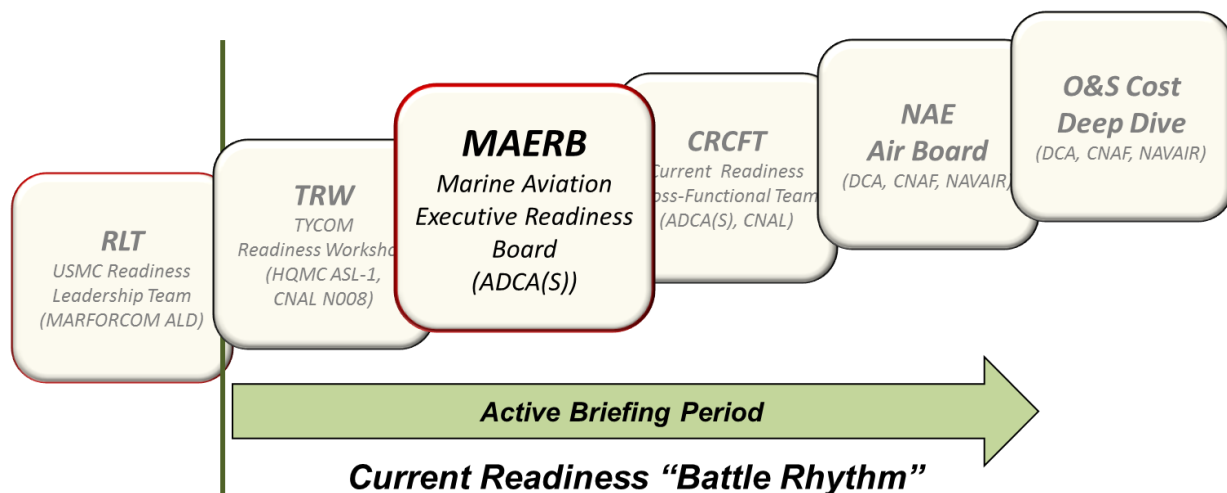 RLT
USMC Readiness
Leadership Team
(MARFORCOM ALD)
TRW
TYCOM
Readiness Worksho
(HQMC ASL-1,
CNAL N008)
MAERB
Marine Aviation
Executive Readiness
Board
(ADCA(S))
CRCFT
Current Readiness
oss-Functional Team
(ADCA(S), CNAL)
NAE
Air Board
(DCA, CNAF, NAVAIR)
O&S Cost
Deep Dive
(DCA, CNAF, NAVAIR)
Active Briefing Period
Current Readiness “Battle Rhythm”